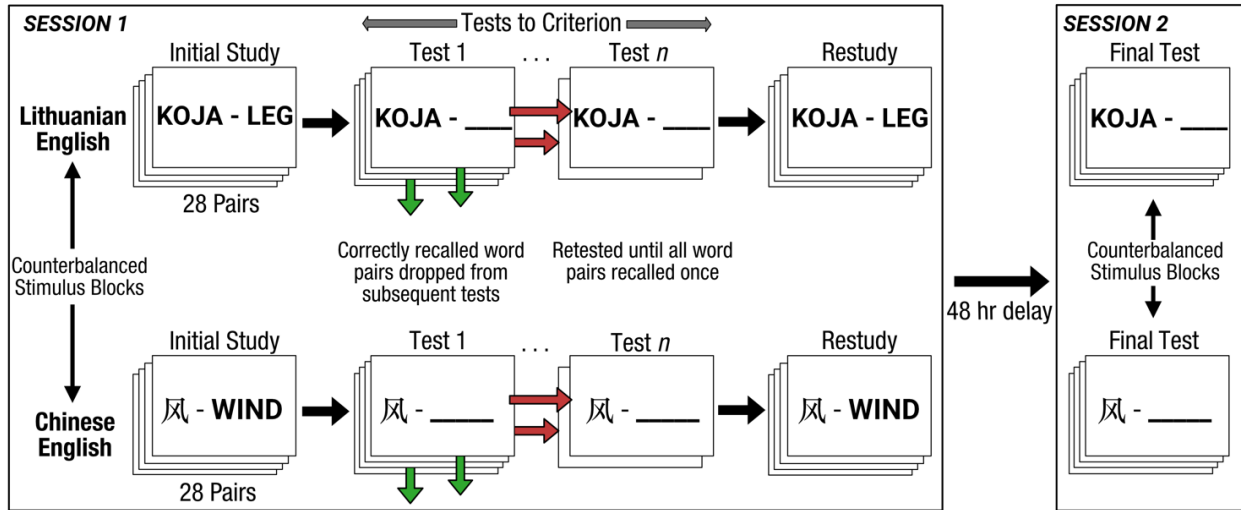 SESSION 1
Tests to Criterion
Initial Study
Test 1
. . .
Test n
Restudy
Lithuanian
English
KOJA - LEG
KOJA - ___
KOJA - ___
KOJA - LEG
28 Pairs
Counterbalanced
Stimulus Blocks
Correctly recalled word
pairs dropped from
subsequent tests
Retested until all word
pairs recalled once
Initial Study
Test 1
. . .
Test n
Restudy
Chinese
English
风 - WIND
风 - ____
风 - ____
风 - WIND
28 Pairs
48 hr delay
SESSION 2
Final Test
KOJA - ___
Counterbalanced
Stimulus Blocks
Final Test
风 - ____